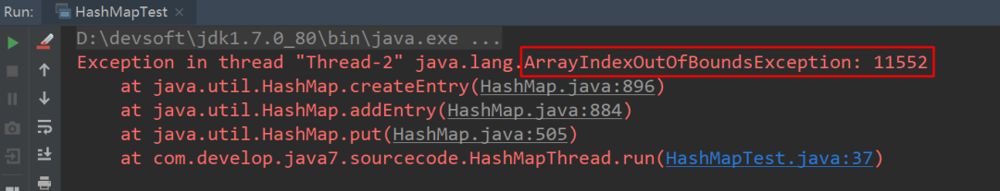 Run: HashMapTest ×
D:\devsoft\jdk1.7.0_80\bin\java.exe ...
Exception in thread "Thread-2" java.lang.ArrayIndexOutOfBoundsException: 11552
at java.util.HashMap.createEntry(HashMap.java:896)
at java.util.HashMap.addEntry(HashMap.java:884)
at java.util.HashMap.put(HashMap.java:505)
at com.develop.java7.sourcecode.HashMapThread.run(HashMapTest.java:37)